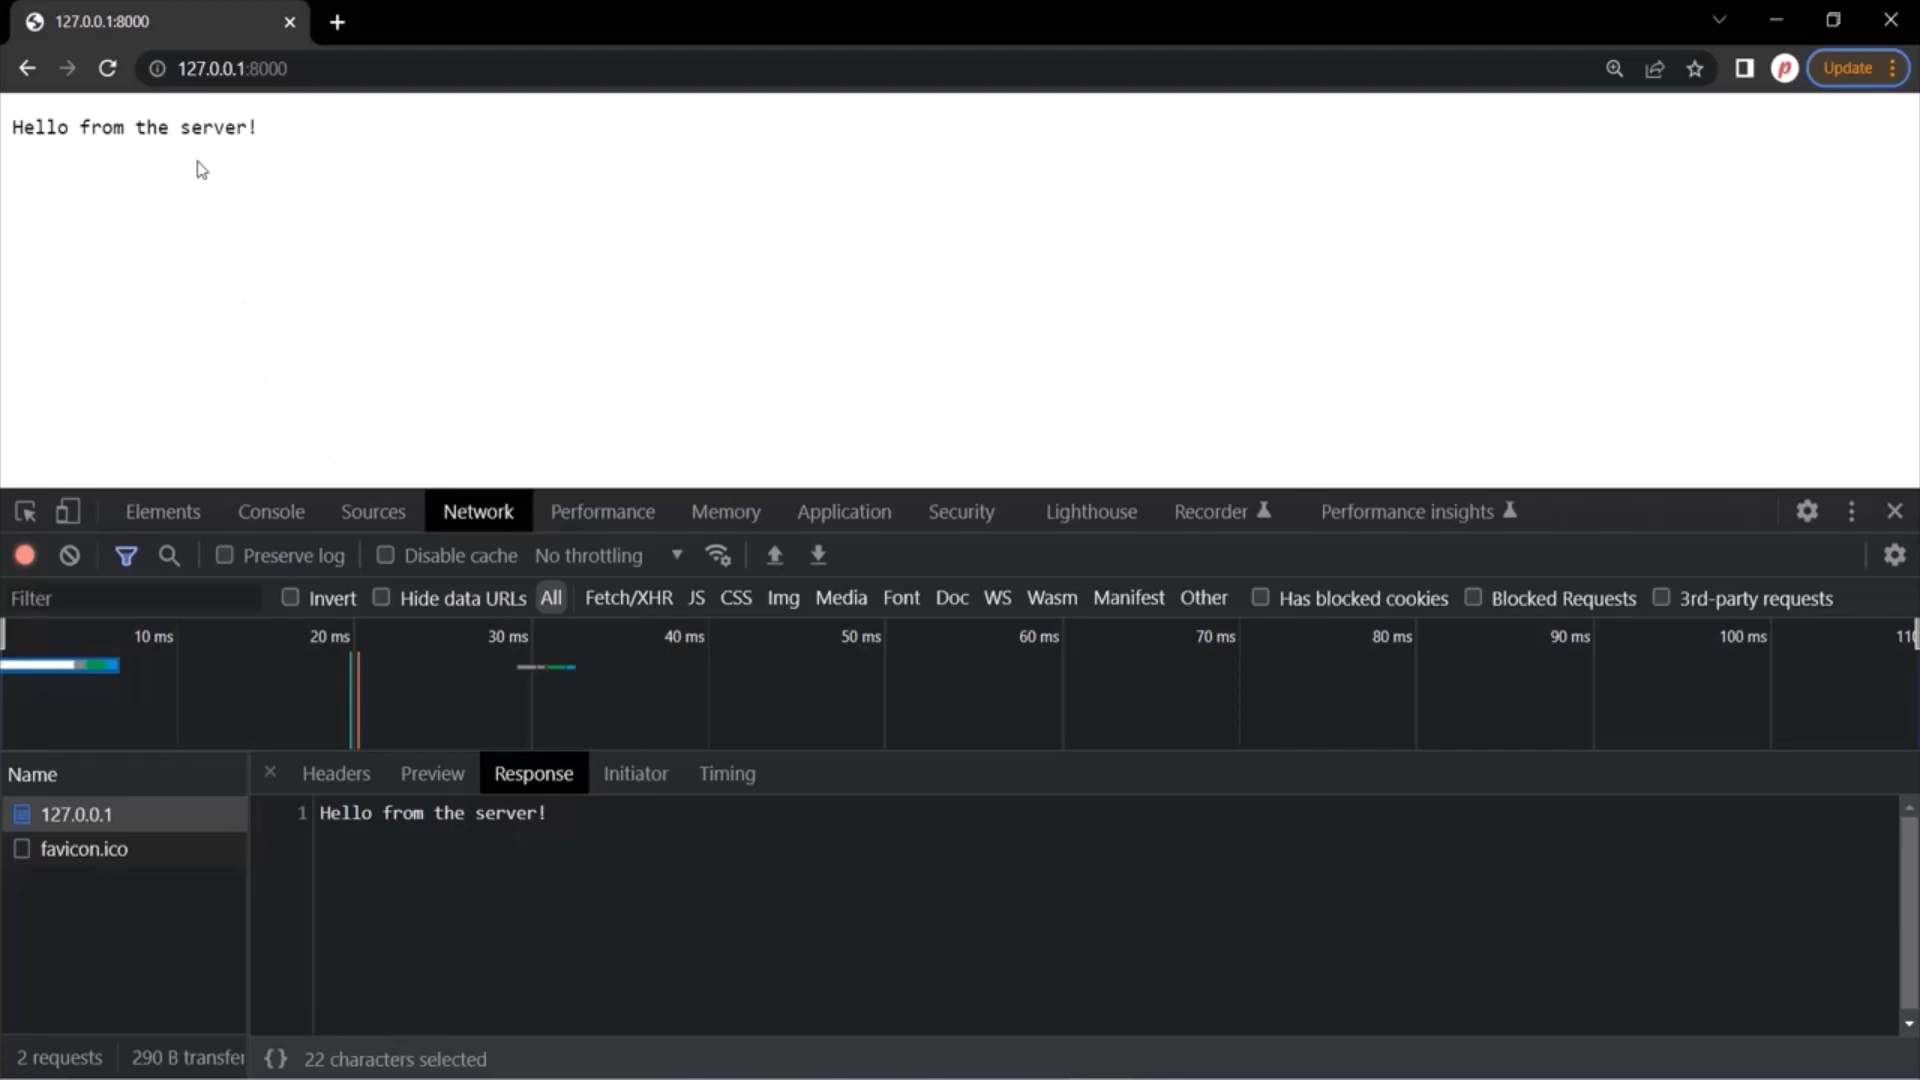 127.0.0.1:8000
127.0.0.1:8000
Update
Hello from the server!
Elements Console Sources Network Performance Memory Application Security Lighthouse Recorder Performance insights
Preserve log Disable cache No throttling
Filter Invert Hide data URLs All Fetch/XHR JS CSS Img Media Font Doc WS Wasm Manifest Other Has blocked cookies Blocked Requests 3rd-party requests
10 ms 20 ms 30 ms 40 ms 50 ms 60 ms 70 ms 80 ms 90 ms 100 ms
Name Headers Preview Response Initiator Timing
127.0.0.1
favicon.ico
1 Hello from the server!
2 requests 290 B transfer {} 22 characters selected